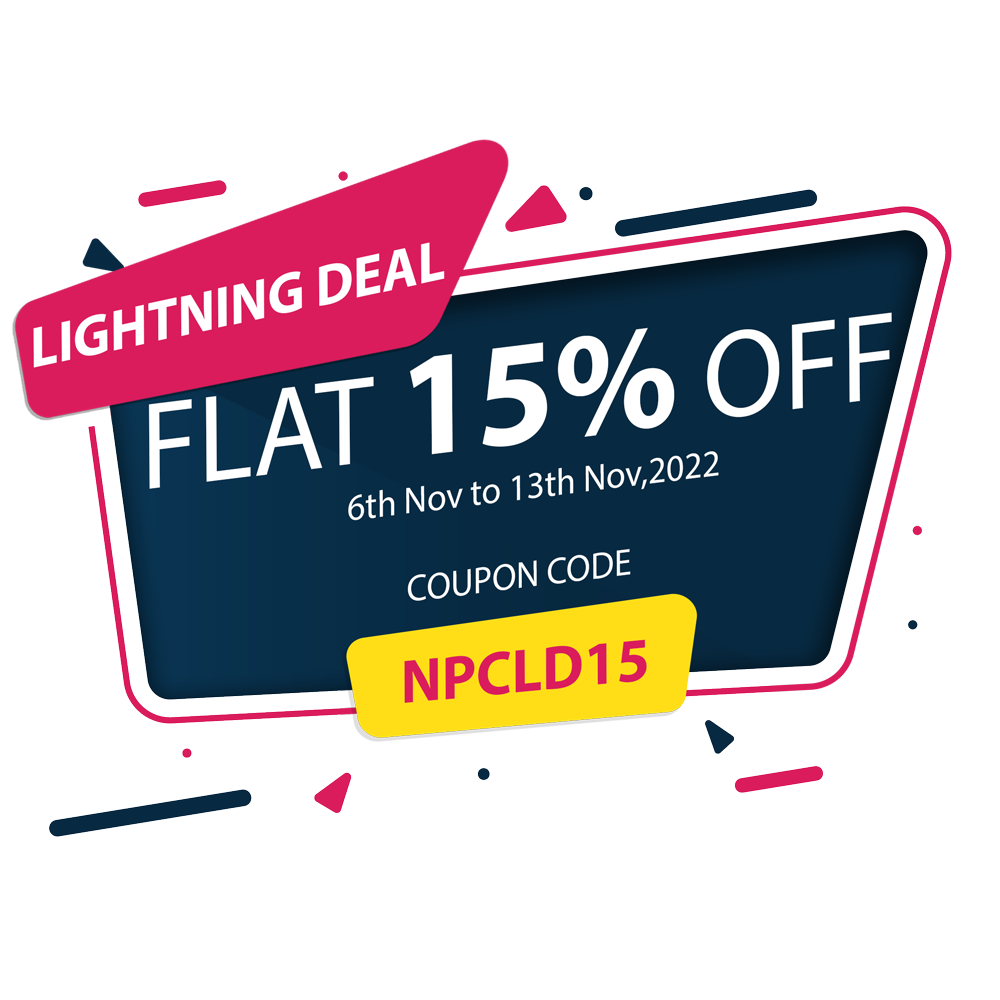 LIGHTNING DEAL
FLAT 15% OFF
6th Nov to 13th Nov,2022
COUPON CODE
NPCLD15